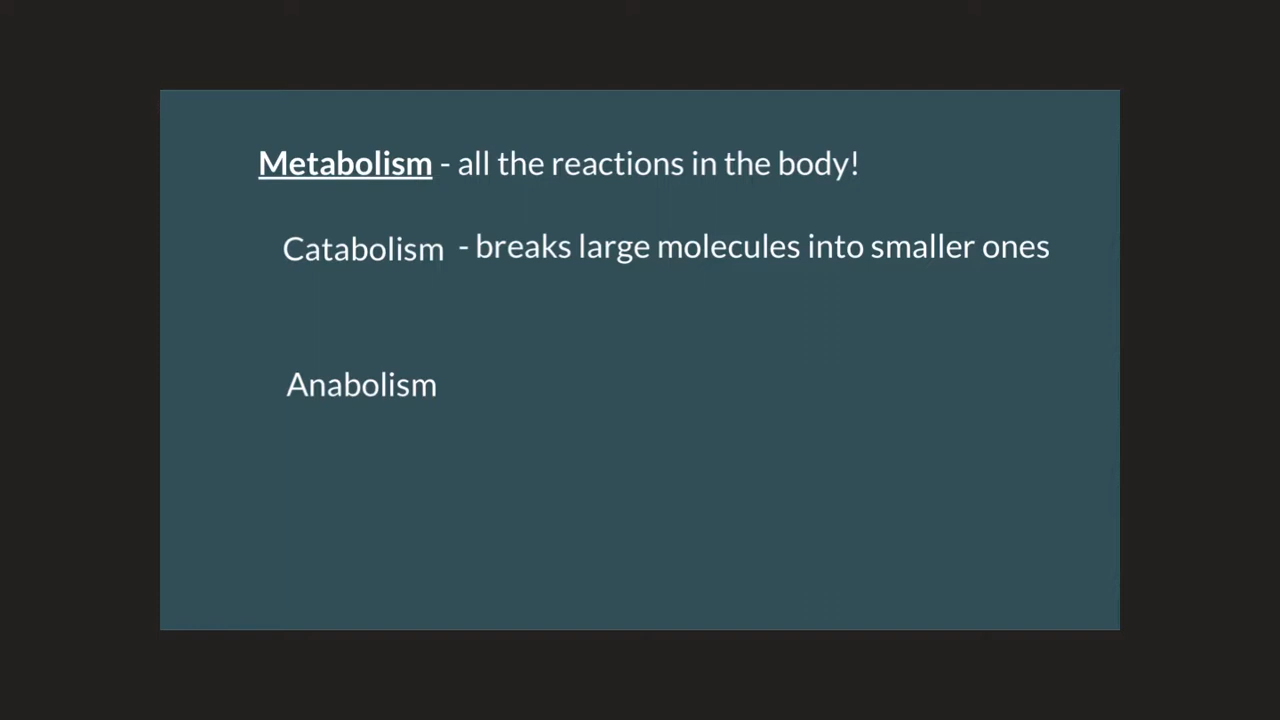 Metabolism - all the reactions in the body!
Catabolism - breaks large molecules into smaller ones
Anabolism